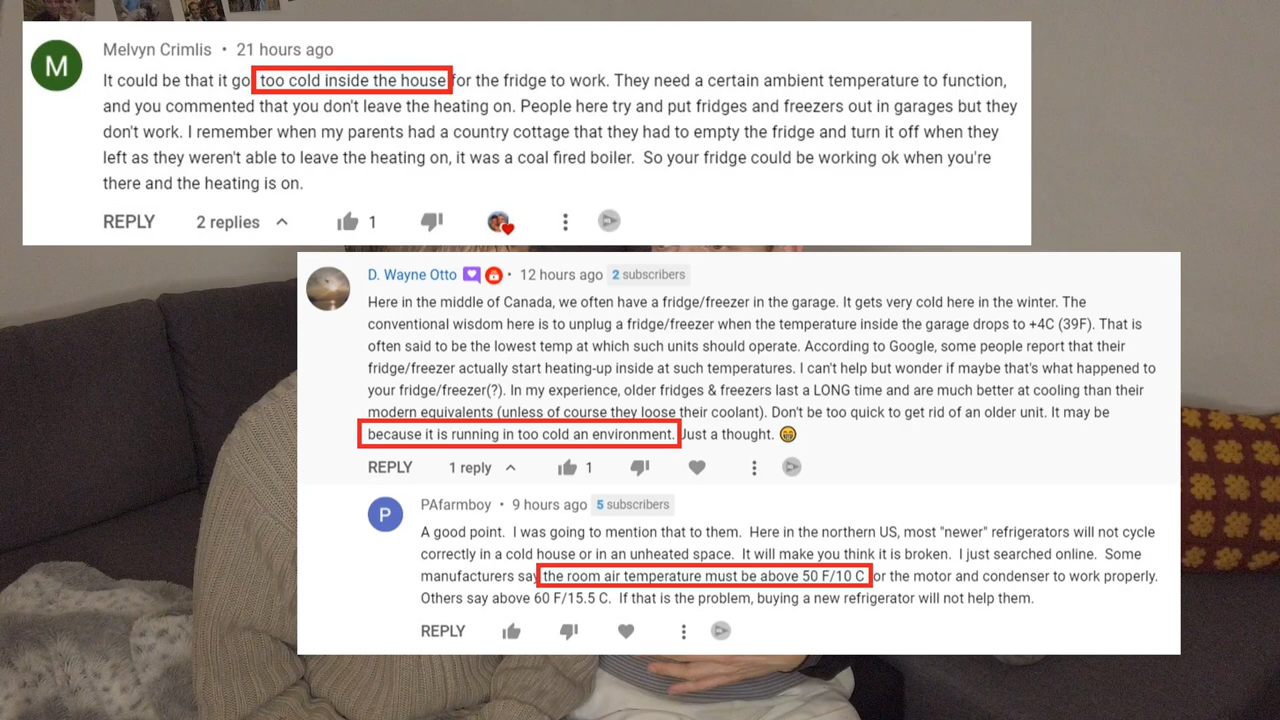 M
Melvyn Crimlis • 21 hours ago
It could be that it go too cold inside the house for the fridge to work. They need a certain ambient temperature to function,
and you commented that you don't leave the heating on. People here try and put fridges and freezers out in garages but they
don't work. I remember when my parents had a country cottage that they had to empty the fridge and turn it off when they
left as they weren't able to leave the heating on, it was a coal fired boiler. So your fridge could be working ok when you're
there and the heating is on.
REPLY 2 replies 1
D. Wayne Otto • 12 hours ago 2 subscribers
Here in the middle of Canada, we often have a fridge/freezer in the garage. It gets very cold here in the winter. The
conventional wisdom here is to unplug a fridge/freezer when the temperature inside the garage drops to +4C (39F). That is
often said to be the lowest temp at which such units should operate. According to Google, some people report that their
fridge/freezer actually start heating-up inside at such temperatures. I can't help but wonder if maybe that's what happened to
your fridge/freezer(?). In my experience, older fridges & freezers last a LONG time and are much better at cooling than their
modern equivalents (unless of course they loose their coolant). Don't be too quick to get rid of an older unit. It may be
because it is running in too cold an environment. Just a thought. 😁
REPLY 1 reply 1
P
PAfarmboy • 9 hours ago 5 subscribers
A good point. I was going to mention that to them. Here in the northern US, most "newer" refrigerators will not cycle
correctly in a cold house or in an unheated space. It will make you think it is broken. I just searched online. Some
manufacturers say the room air temperature must be above 50 F/10 C for the motor and condenser to work properly.
Others say above 60 F/15.5 C. If that is the problem, buying a new refrigerator will not help them.
REPLY